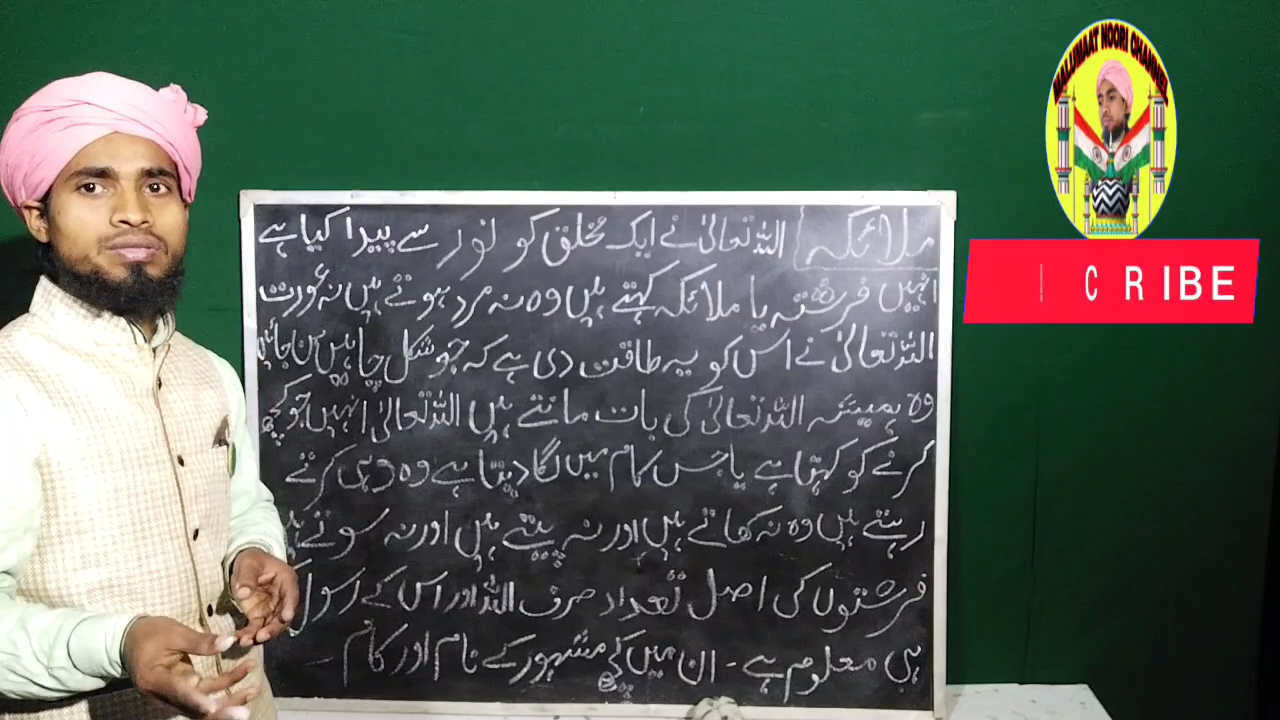 MALUMAAT NOORI CHANNEL
C RIBE
ملائکہ اللہ تعالیٰ نے ایک مخلق کو نور سے پیدا کیا ہے
انہیں فرشتہ یا ملائکہ کہتے ہیں وہ نہ مرد ہوتے ہیں نہ عورت
اللہ تعالیٰ نے اس کو یہ طاقت دی ہے کہ جو شکل چاہیں بن جائیں
وہ ہمیشہ اللہ تعالیٰ کی بات مانتے ہیں اللہ تعالیٰ انہیں جو کچھ
کرنے کو کہتا ہے یا جس کام میں لگا دیتا ہے وہ وہی کرتے
رہتے ہیں وہ نہ کھاتے ہیں اور نہ پیتے ہیں اور نہ سوتے
فرشتوں کی اصل تعداد صرف اللہ اور اس کے رسول
ہی معلوم ہے - ان میں کچھ مشہور کے نام اور کام -